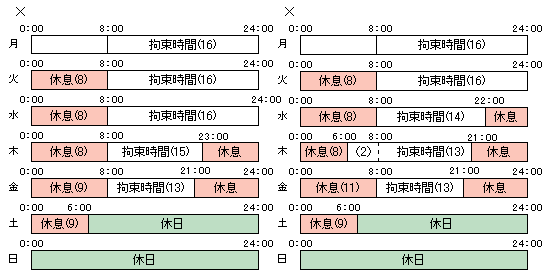 ×
0:00 8:00 24:00
月 拘束時間(16)
0:00 8:00 24:00
火 休息(8) 拘束時間(16)
0:00 8:00 24:00
水 休息(8) 拘束時間(16)
0:00 8:00 23:00
木 休息(8) 拘束時間(15) 休息
0:00 8:00 21:00 24:00
金 休息(9) 拘束時間(13) 休息
0:00 6:00 24:00
土 休息(9) 休日
0:00 24:00
日 休日
×
0:00 8:00 24:00
月 拘束時間(16)
0:00 8:00 24:00
火 休息(8) 拘束時間(16)
0:00 8:00 22:00
水 休息(8) 拘束時間(14) 休息
0:00 6:00 8:00 21:00
木 休息(8) (2) 拘束時間(13) 休息
0:00 8:00 21:00 24:00
金 休息(11) 拘束時間(13) 休息
0:00 6:00 24:00
土 休息(9) 休日
0:00 24:00
日 休日